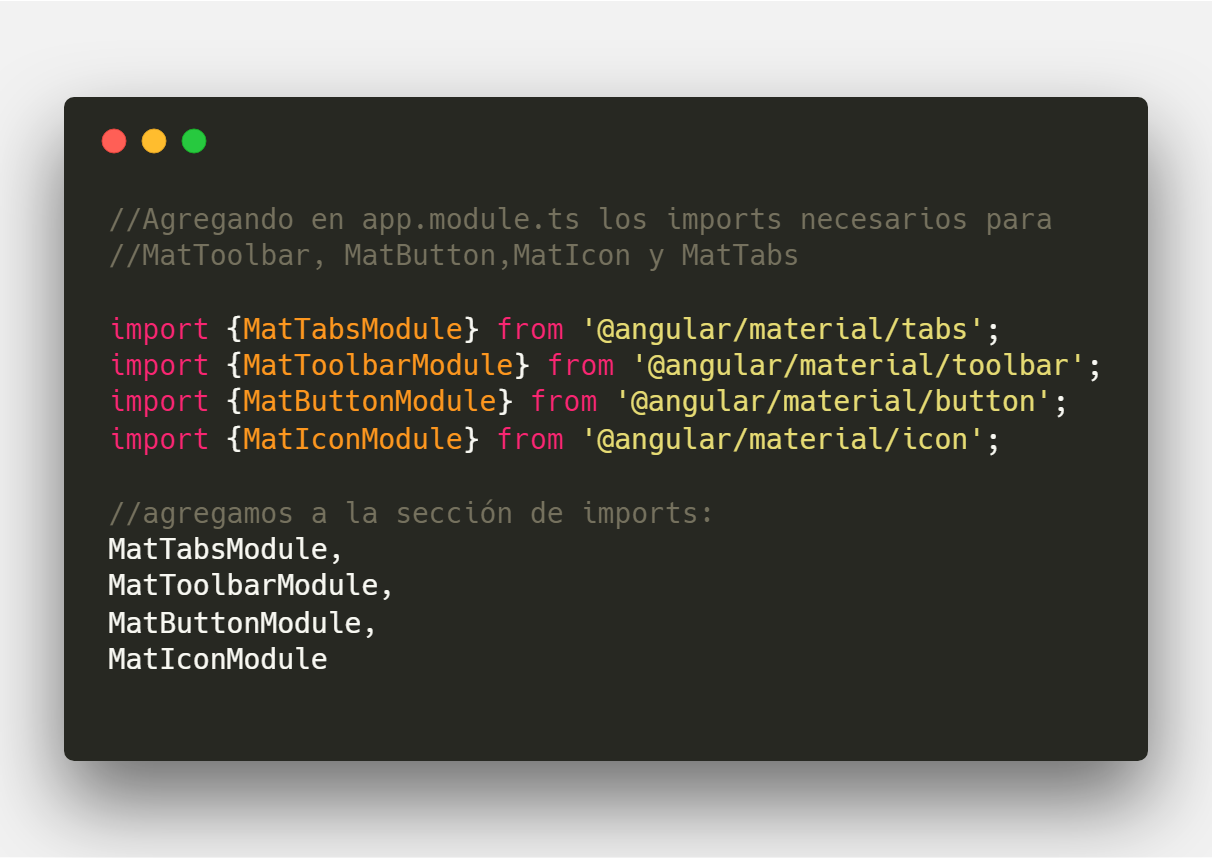 //Agregando en app.module.ts los imports necesarios para
//MatToolbar, MatButton,MatIcon y MatTabs
import {MatTabsModule} from '@angular/material/tabs';
import {MatToolbarModule} from '@angular/material/toolbar';
import {MatButtonModule} from '@angular/material/button';
import {MatIconModule} from '@angular/material/icon';
//agregamos a la sección de imports:
MatTabsModule,
MatToolbarModule,
MatButtonModule,
MatIconModule